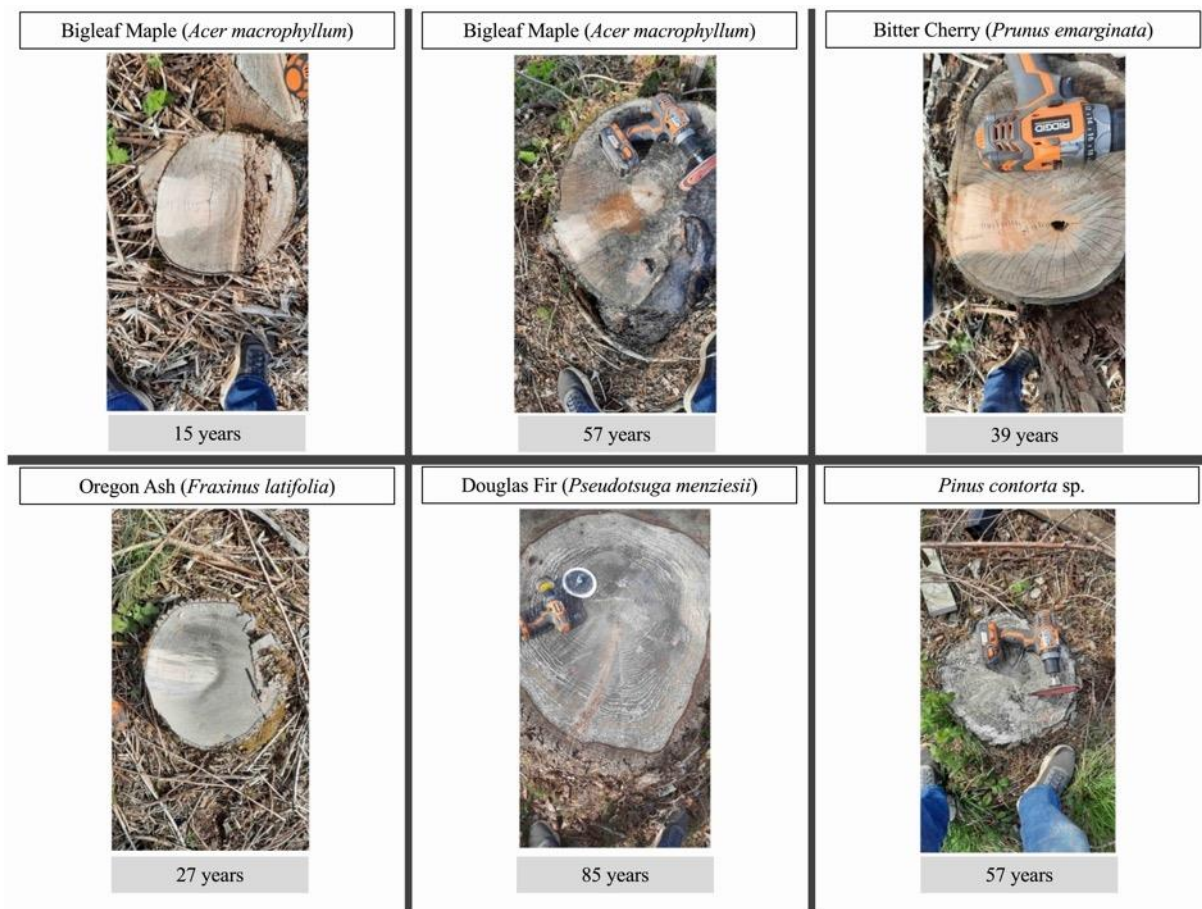 Bigleaf Maple (Acer macrophyllum)
Bigleaf Maple (Acer macrophyllum)
Bitter Cherry (Prunus emarginata)
RIDGID
15 years
57 years
39 years
Oregon Ash (Fraxinus latifolia)
Douglas Fir (Pseudotsuga menziesii)
Pinus contorta sp.
27 years
85 years
57 years